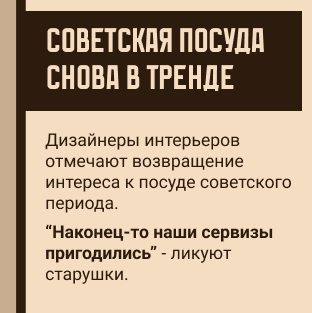 СОВЕТСКАЯ ПОСУДА
СНОВА В ТРЕНДЕ
Дизайнеры интерьеров
отмечают возвращение
интереса к посуде советского
периода.
“Наконец-то наши сервизы
пригодились” - ликуют
старушки.